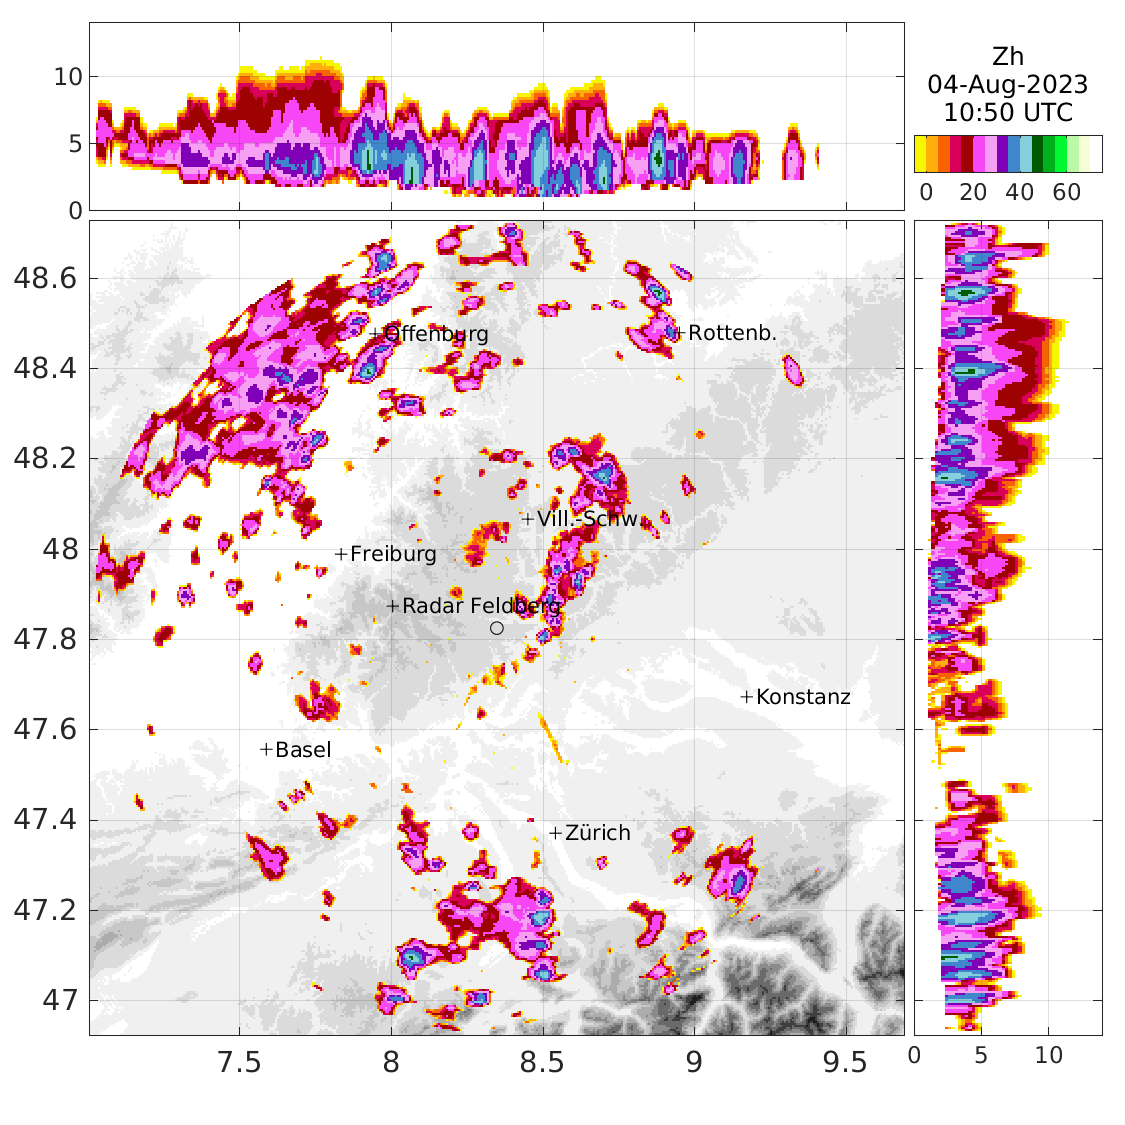 10
5
0
Zh
04-Aug-2023
10:50 UTC
0 20 40 60
48.6
48.4
48.2
48
47.8
47.6
47.4
47.2
47
+Offenburg
+Rottenb.
+Vill.-Schw.
+Freiburg
+Radar Feldberg
+Konstanz
+Basel
+Zürich
7.5 8 8.5 9 9.5
0 5 10